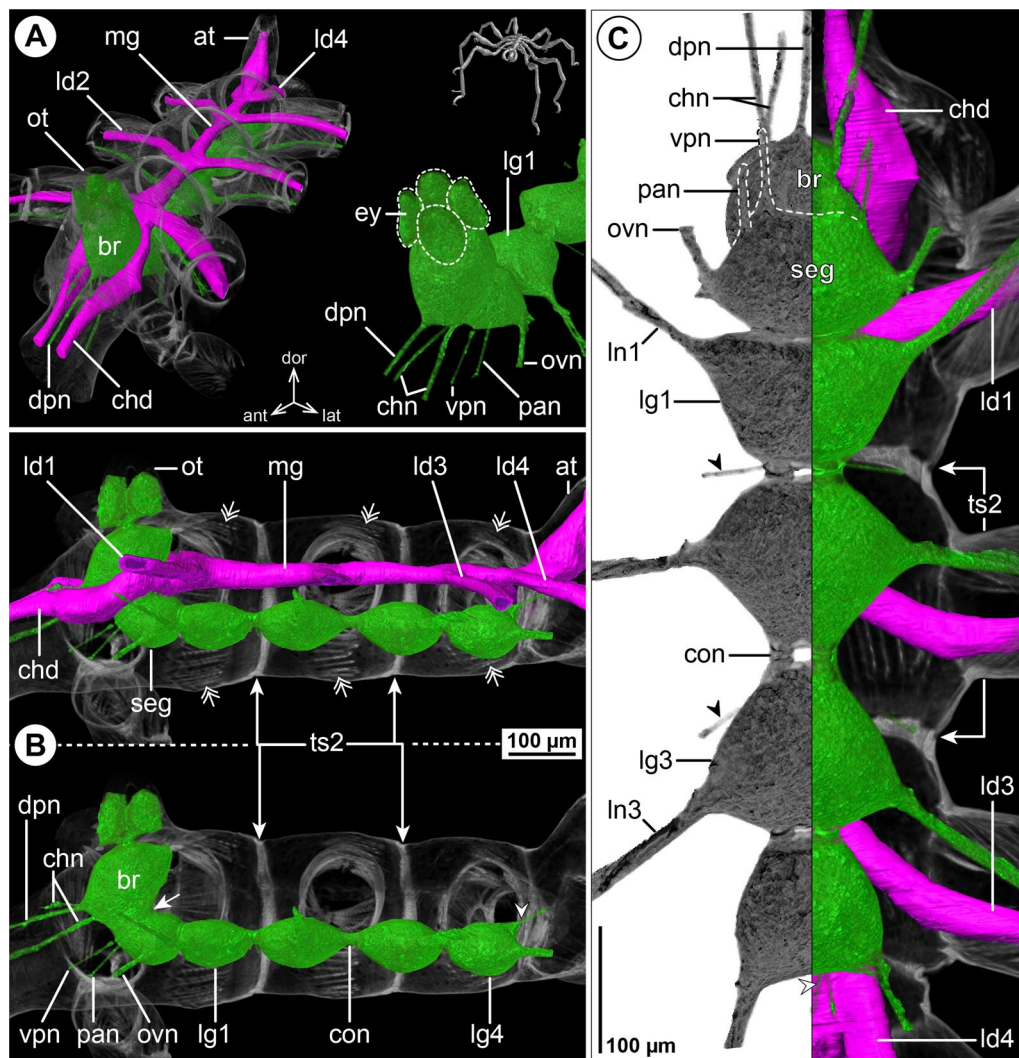 A
at
mg
ld4
ld2
ot
lg1
ey
br
dpn
ovn
dor
dpn
chd
ant
lat
chn
vpn
pan
ld1
ot
mg
ld3
ld4
at
chd
seg
B
ts2
100 µm
dpn
chn
br
vpn
pan
ovn
lg1
con
lg4
C
dpn
chn
chd
vpn
br
pan
ovn
seg
ln1
lg1
ld1
ts2
con
lg3
ld3
ln3
100 µm
ld4